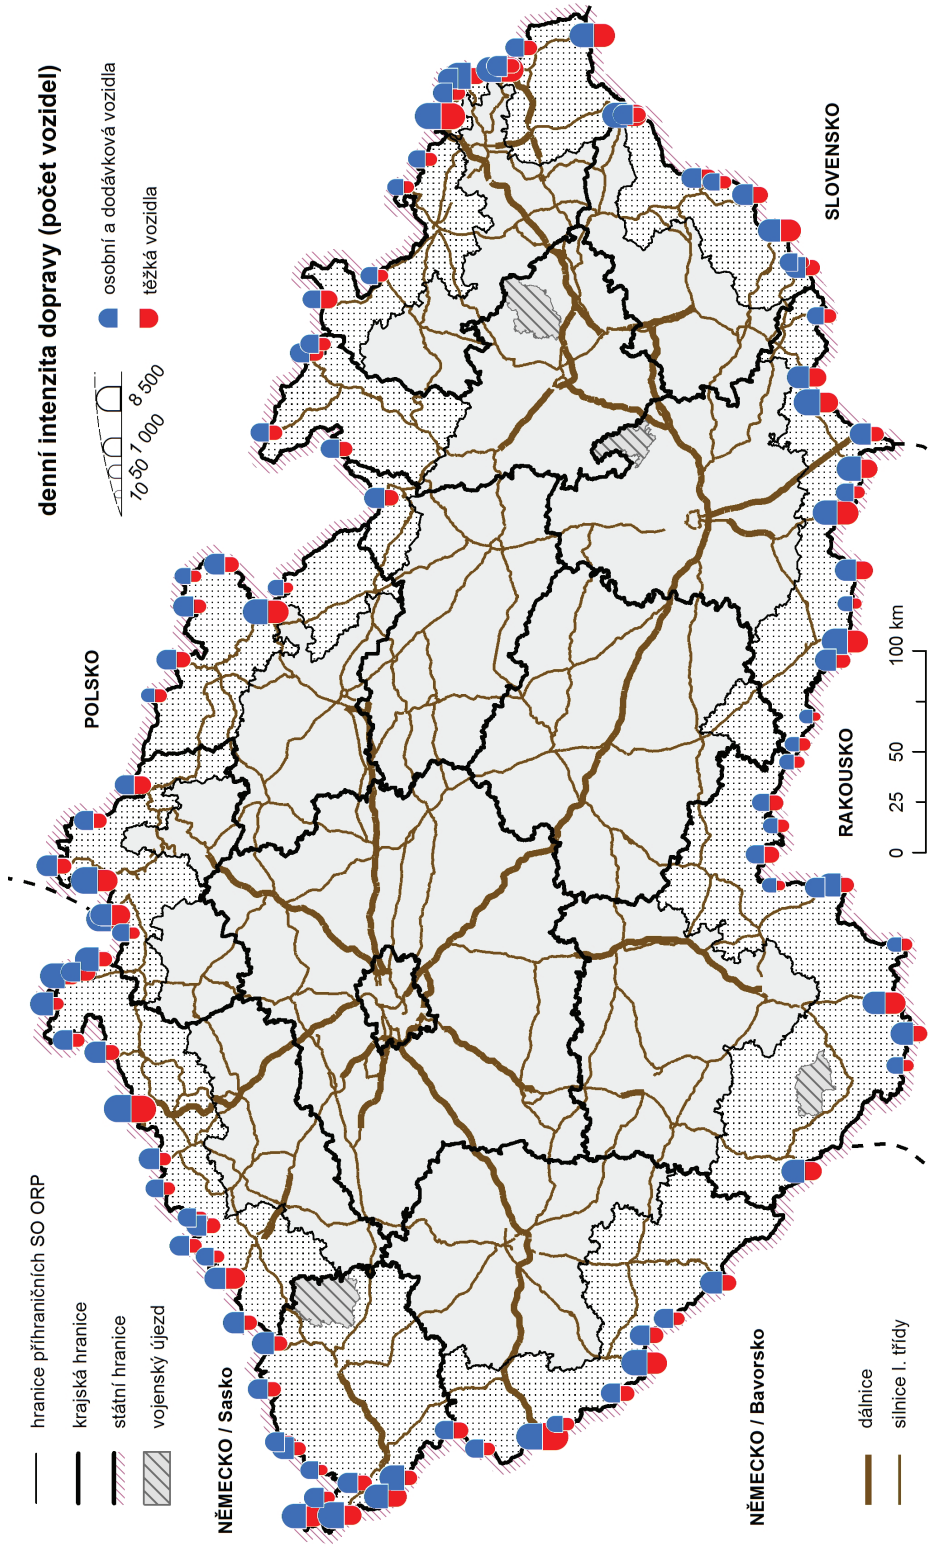 denní intenzita dopravy (počet vozidel)
10
50
1 000
8 500
osobní a dodávková vozidla
těžká vozidla
hranice příhraničních SO ORP
krajská hranice
státní hranice
vojenský újezd
NĚMECKO / Sasko
POLSKO
SLOVENSKO
NĚMECKO / Bavorsko
RAKOUSKO
dálnice
silnice I. třídy
0 25 50 100 km